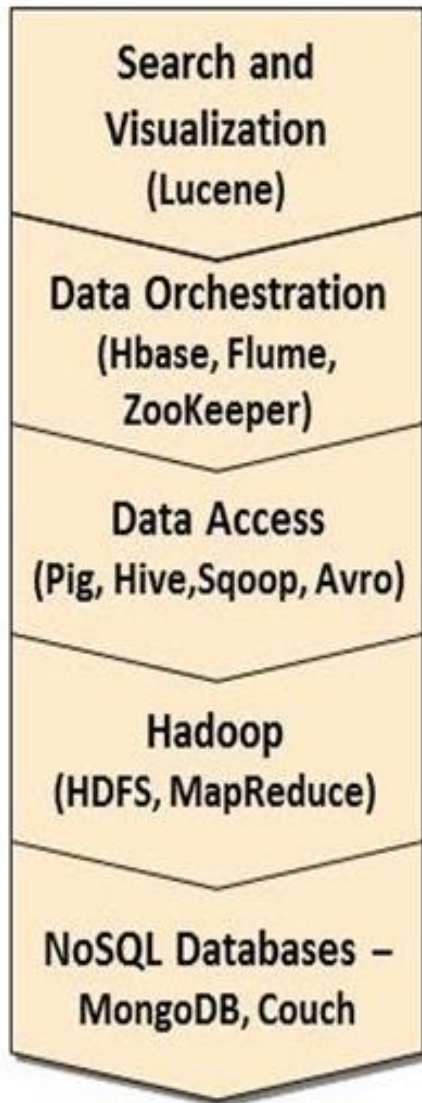 Search and
Visualization
(Lucene)
Data Orchestration
(Hbase, Flume,
ZooKeeper)
Data Access
(Pig, Hive,Sqoop, Avro)
Hadoop
(HDFS, MapReduce)
NoSQL Databases –
MongoDB, Couch